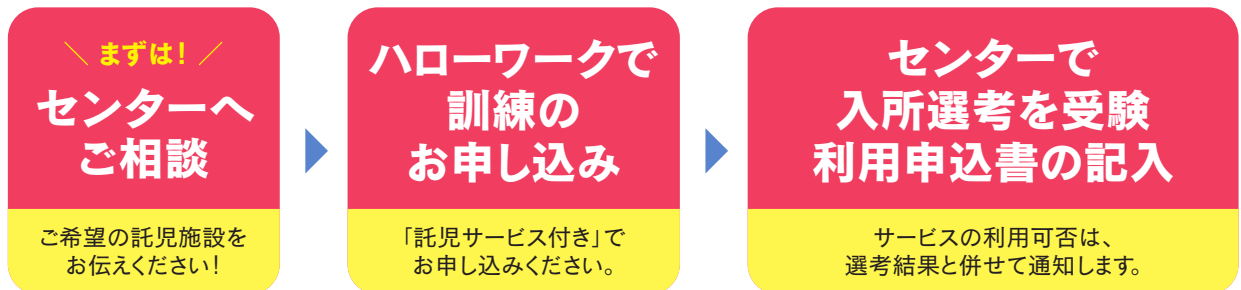 まずは!
センターへ
ご相談
ご希望の託児施設を
お伝えください!
ハローワークで
訓練の
お申し込み
「託児サービス付き」で
お申し込みください。
センターで
入所選考を受験
利用申込書の記入
サービスの利用可否は、
選考結果と併せて通知します。